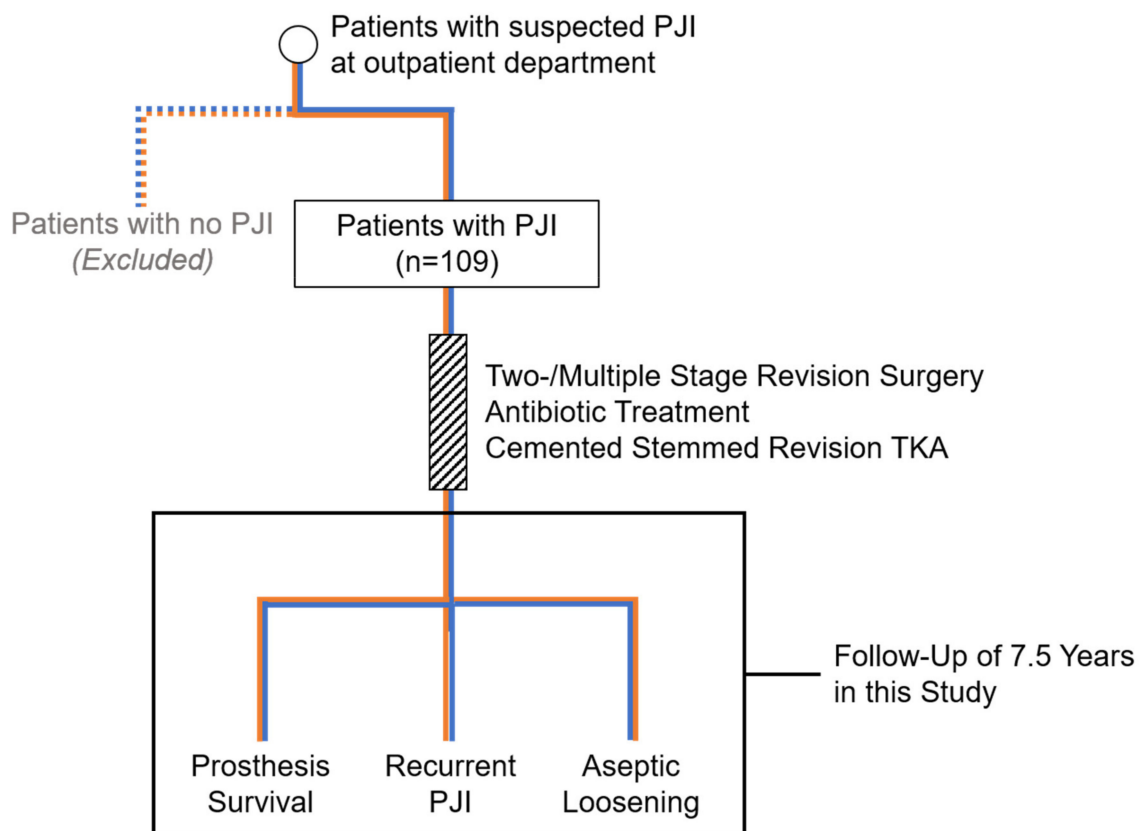 Patients with suspected PJI
at outpatient department
Patients with no PJI
(Excluded)
Patients with PJI
(n=109)
Two-/Multiple Stage Revision Surgery
Antibiotic Treatment
Cemented Stemmed Revision TKA
Follow-Up of 7.5 Years
in this Study
Prosthesis
Survival
Recurrent
PJI
Aseptic
Loosening